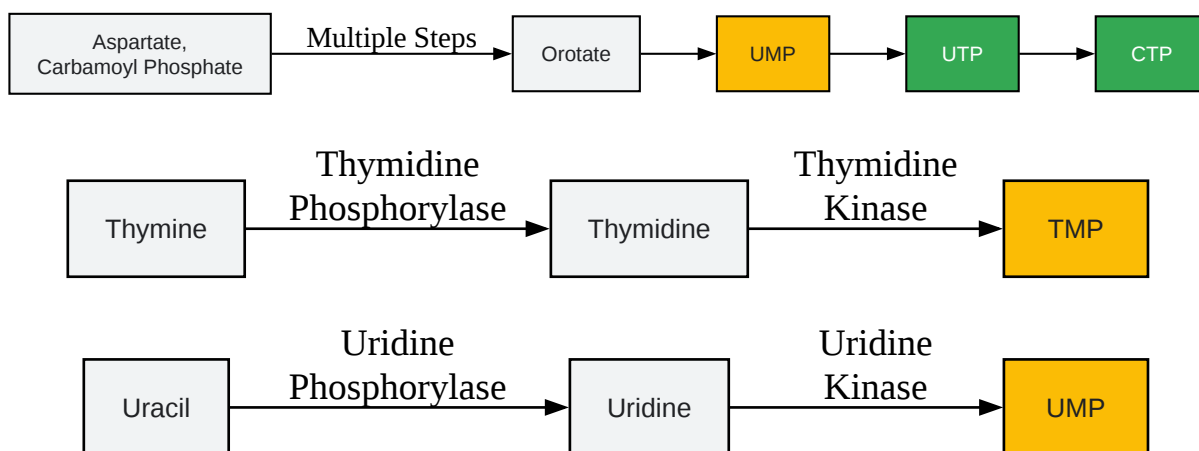 Aspartate,
Carbamoyl Phosphate
Multiple Steps
Orotate
UMP
UTP
CTP
Thymine
Thymidine
Phosphorylase
Thymidine
Thymidine
Kinase
TMP
Uracil
Uridine
Phosphorylase
Uridine
Uridine
Kinase
UMP